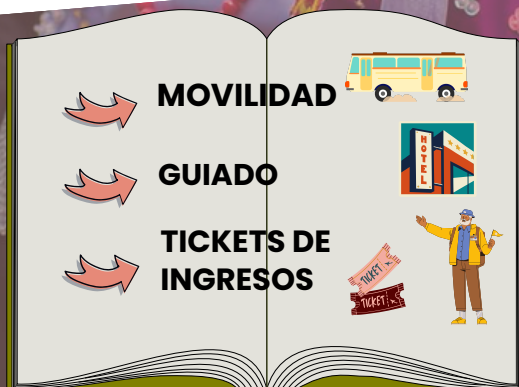 MOVILIDAD
GUIADO
HOTEL
TICKETS DE
INGRESOS
TICKET
TICKET